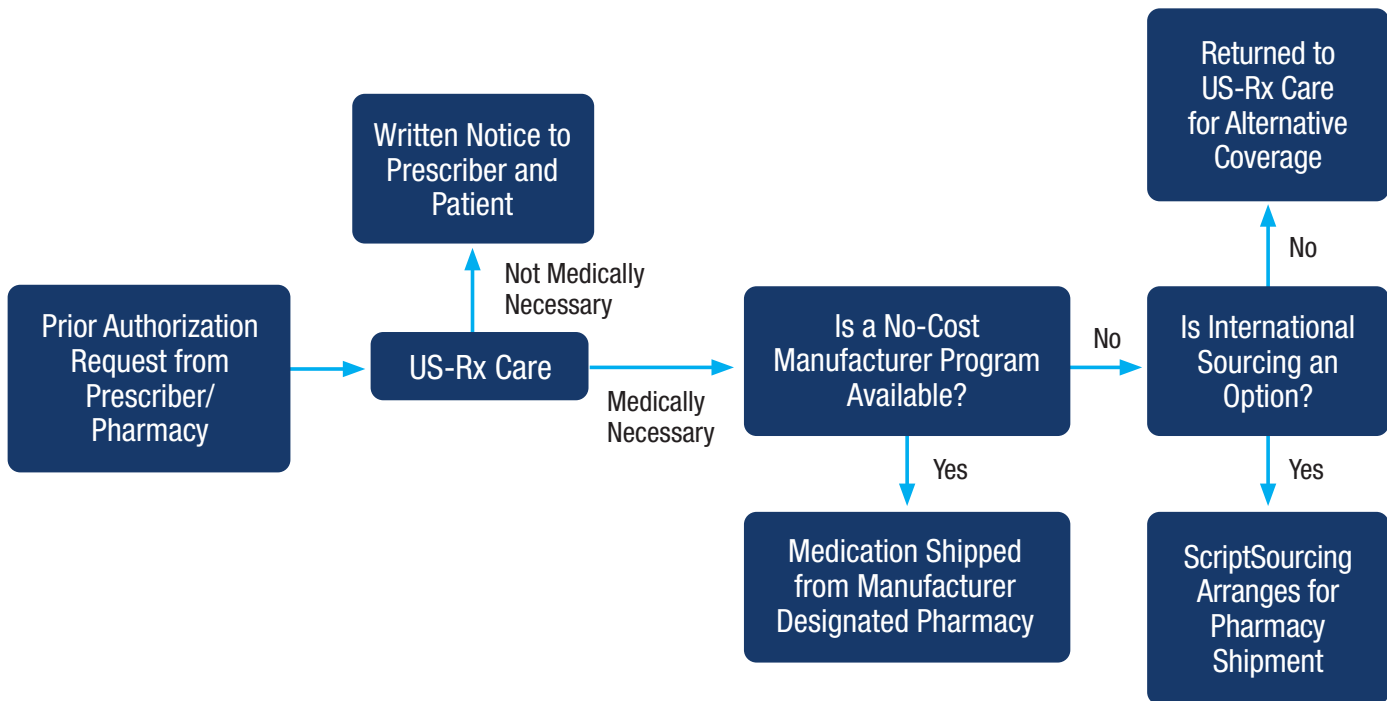 Prior Authorization
Request from
Prescriber/
Pharmacy
US-Rx Care
Not Medically
Necessary
Written Notice to
Prescriber and
Patient
Medically
Necessary
Is a No-Cost
Manufacturer Program
Available?
Yes
Medication Shipped
from Manufacturer
Designated Pharmacy
No
Is International
Sourcing an
Option?
No
Returned to
US-Rx Care
for Alternative
Coverage
Yes
ScriptSourcing
Arranges for
Pharmacy
Shipment